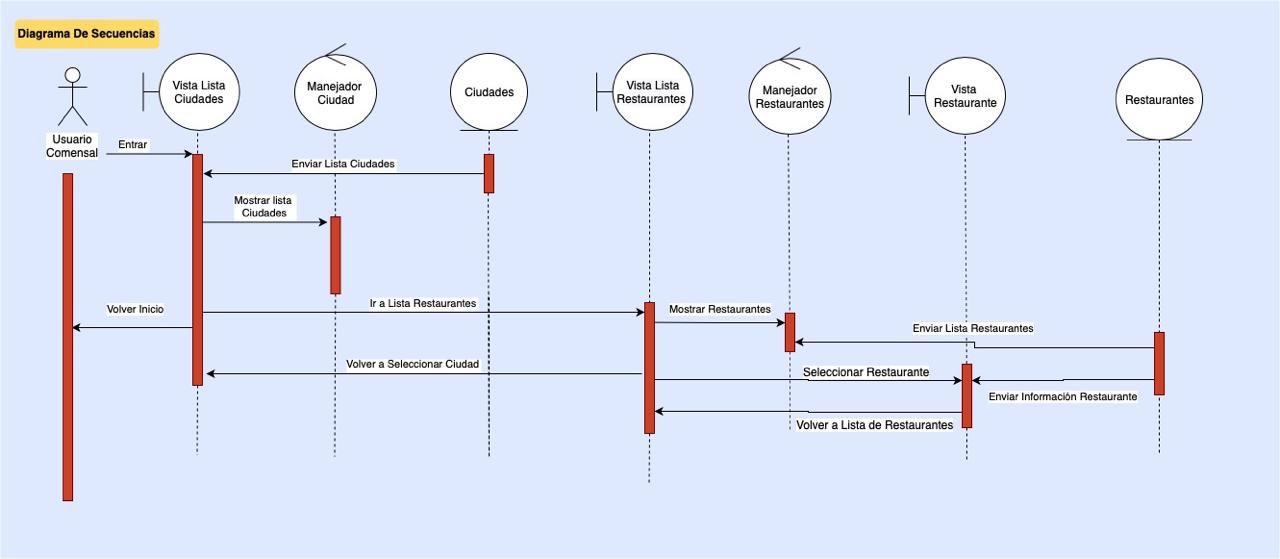 Diagrama De Secuencias
Usuario
Comensal
Vista Lista
Ciudades
Manejador
Ciudad
Ciudades
Vista Lista
Restaurantes
Manejador
Restaurantes
Vista
Restaurante
Restaurantes
Entrar
Enviar Lista Ciudades
Mostrar lista
Ciudades
Volver Inicio
Ir a Lista Restaurantes
Mostrar Restaurantes
Enviar Lista Restaurantes
Volver a Seleccionar Ciudad
Seleccionar Restaurante
Enviar Información Restaurante
Volver a Lista de Restaurantes